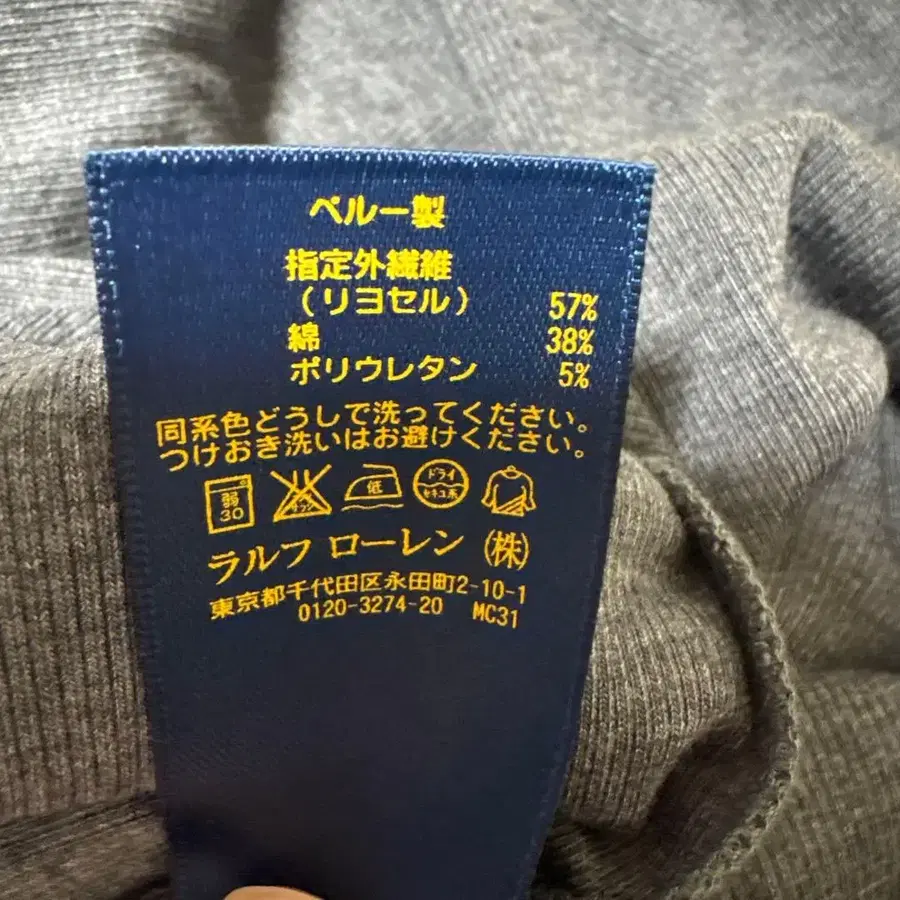 ペルー製
指定外繊維
（リヨセル） 57%
綿 38%
ポリウレタン 5%
同系色どうしで洗ってください。
つけおき洗いはお避けください。
弱 30 低 ドライ セキユ系
ラルフ ローレン (株)
東京都千代田区永田町2-10-1
0120-3274-20 MC31